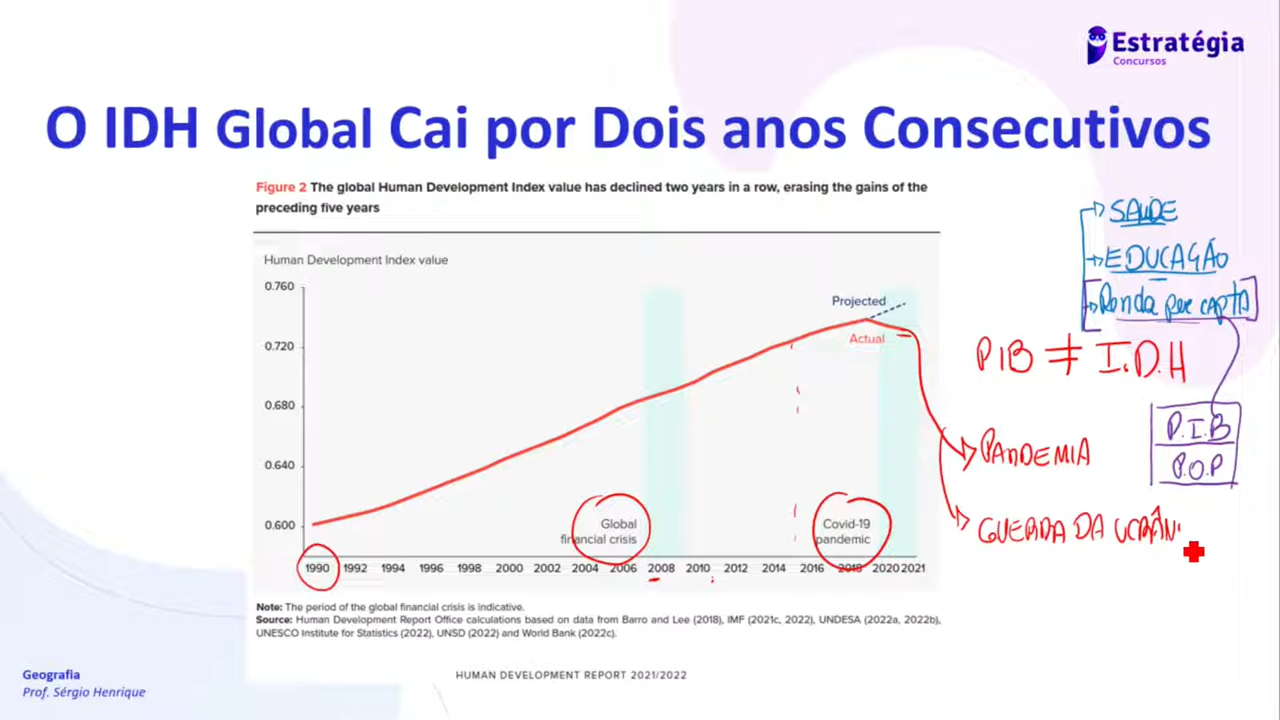 Estratégia
Concursos
O IDH Global Cai por Dois anos Consecutivos
Figure 2 The global Human Development Index value has declined two years in a row, erasing the gains of the
preceding five years
Human Development Index value
0.760
0.720
0.680
0.640
0.600
Projected
Actual
Global
financial crisis
Covid-19
pandemic
1990 1992 1994 1996 1998 2000 2002 2004 2006 2008 2010 2012 2014 2016 2018 2020 2021
Note: The period of the global financial crisis is indicative.
Source: Human Development Report Office calculations based on data from Barro and Lee (2018), IMF (2021c, 2022), UNDESA (2022a, 2022b),
UNESCO Institute for Statistics (2022), UNSD (2022) and World Bank (2022c).
SAUDE
EDUCAÇÃO
Renda per capta
PIB ≠ I.D.H
P.I.B
P.O.P
PANDEMIA
GUERRA DA UCRÂN
Geografia
Prof. Sérgio Henrique
HUMAN DEVELOPMENT REPORT 2021/2022